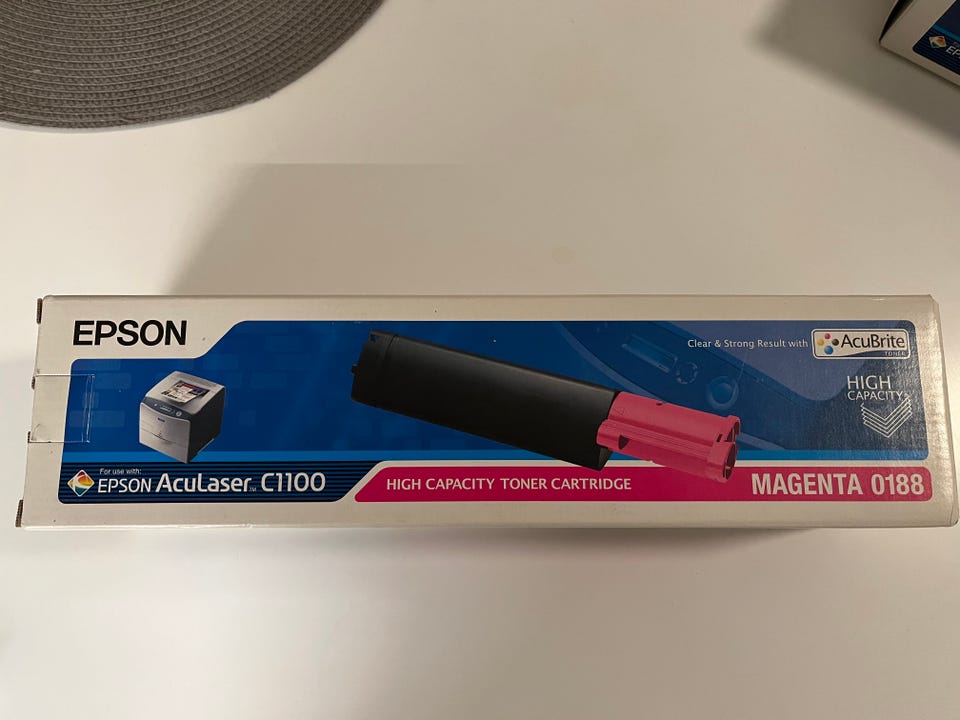 EPSON
Clear & Strong Result with AcuBrite
TONER
HIGH
CAPACITY
For use with:
EPSON AcuLaser™ C1100
HIGH CAPACITY TONER CARTRIDGE
MAGENTA 0188